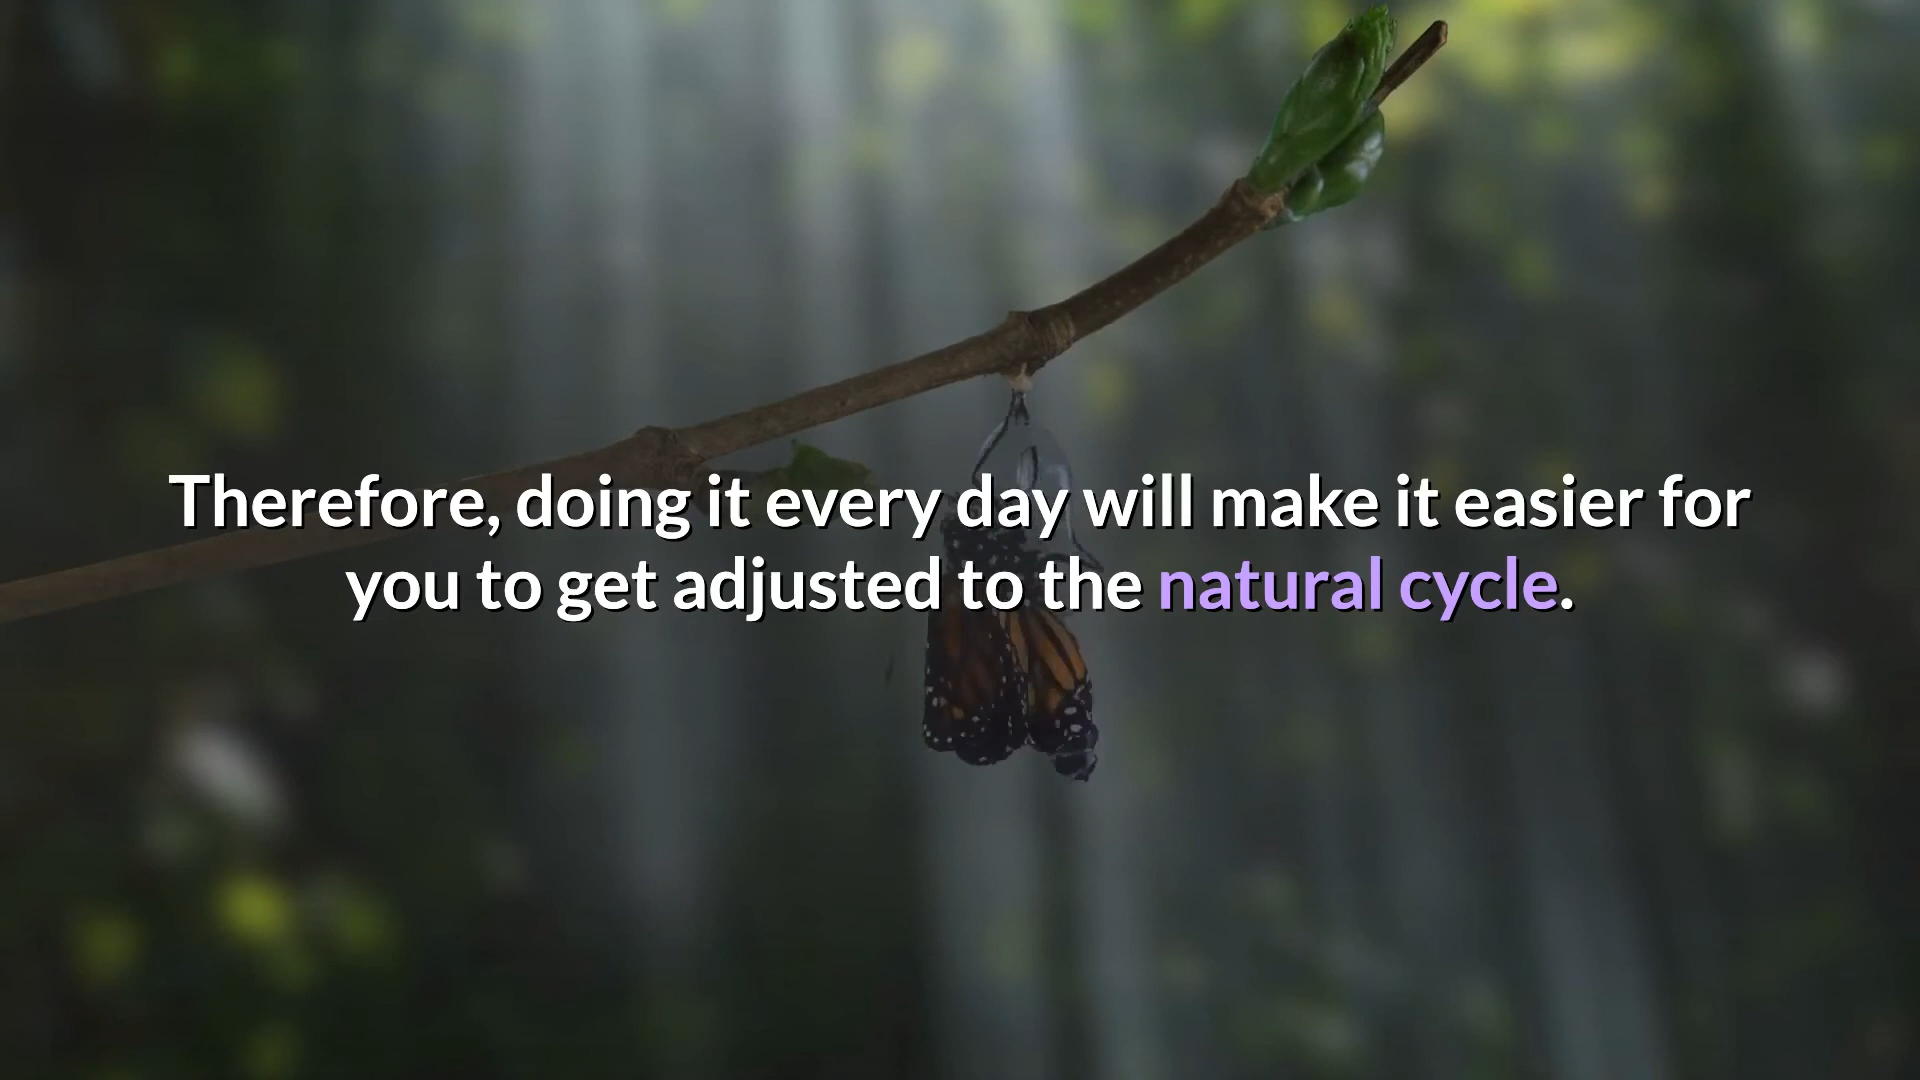 Therefore, doing it every day will make it easier for
you to get adjusted to the natural cycle.